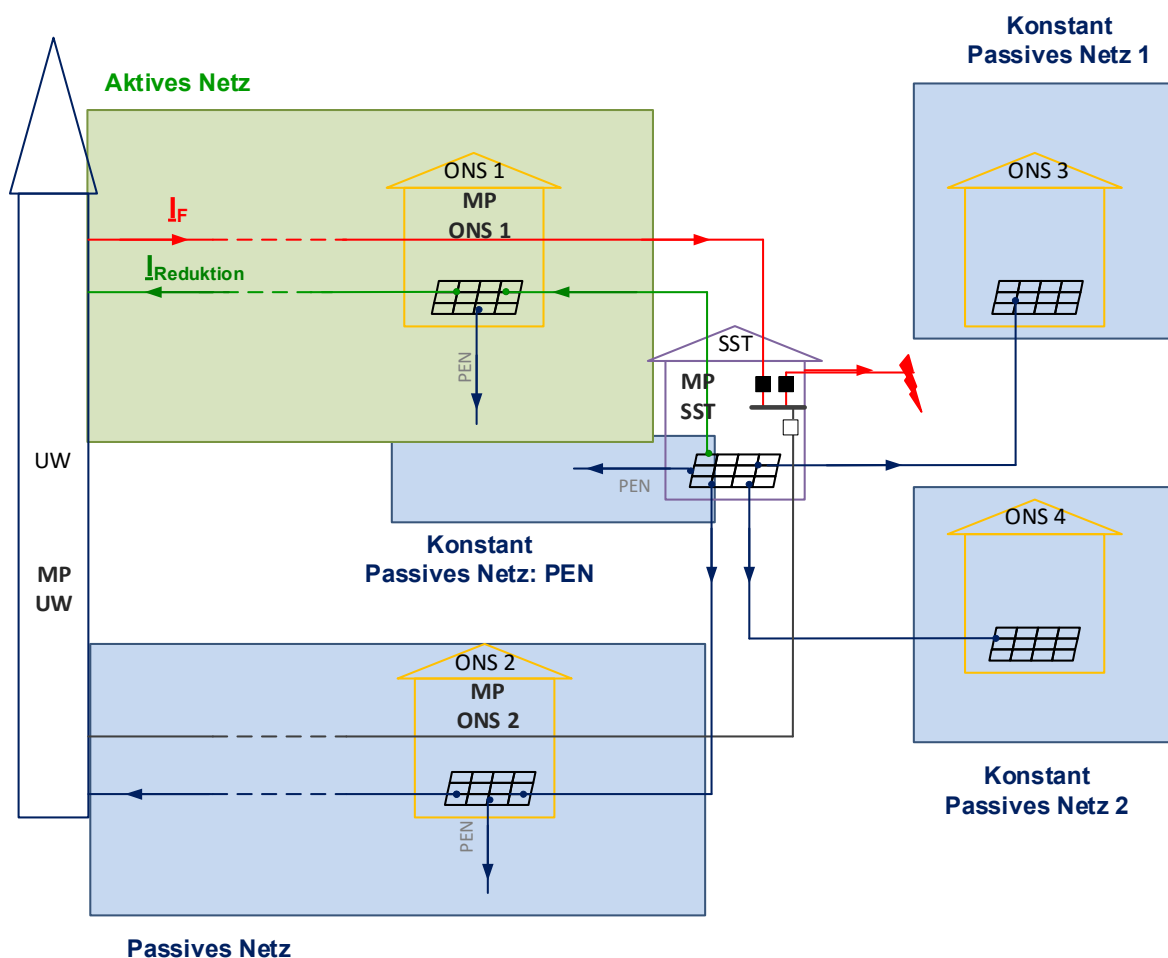 Konstant
Passives Netz 1
Aktives Netz
ONS 1
MP
ONS 1
ONS 3
I_F
I_Reduktion
PEN
SST
MP
SST
UW
PEN
ONS 4
Konstant
Passives Netz: PEN
MP
UW
ONS 2
MP
ONS 2
Konstant
Passives Netz 2
PEN
Passives Netz